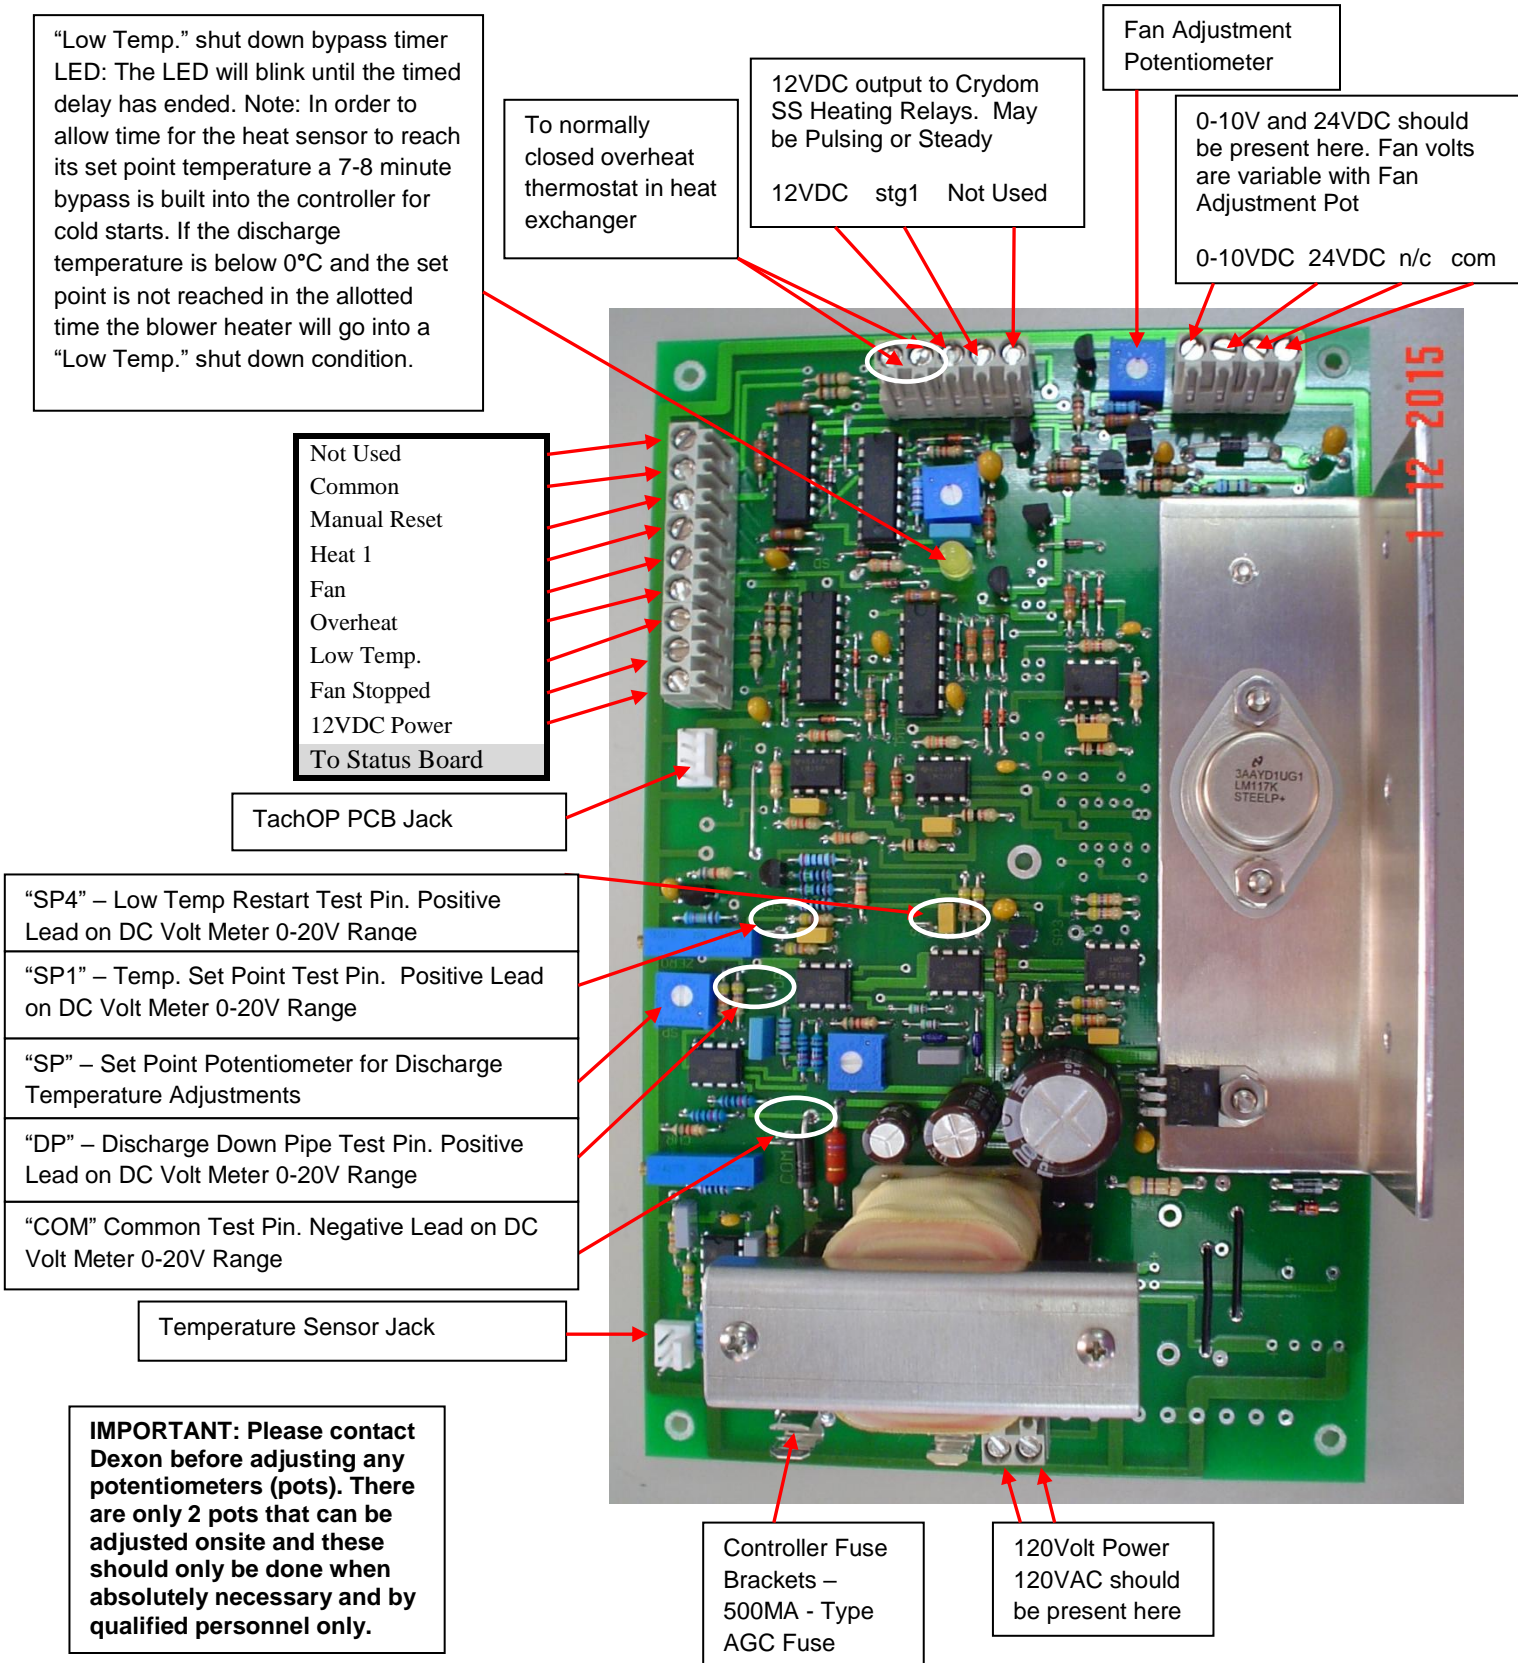 “Low Temp.” shut down bypass timer
LED: The LED will blink until the timed
delay has ended. Note: In order to
allow time for the heat sensor to reach
its set point temperature a 7-8 minute
bypass is built into the controller for
cold starts. If the discharge
temperature is below 0°C and the set
point is not reached in the allotted
time the blower heater will go into a
“Low Temp.” shut down condition.
To normally
closed overheat
thermostat in heat
exchanger
12VDC output to Crydom
SS Heating Relays. May
be Pulsing or Steady
12VDC stg1 Not Used
Fan Adjustment
Potentiometer
0-10V and 24VDC should
be present here. Fan volts
are variable with Fan
Adjustment Pot
0-10VDC 24VDC n/c com
1 12 2015
Not Used
Common
Manual Reset
Heat 1
Fan
Overheat
Low Temp.
Fan Stopped
12VDC Power
To Status Board
TachOP PCB Jack
“SP4” – Low Temp Restart Test Pin. Positive
Lead on DC Volt Meter 0-20V Range
“SP1” – Temp. Set Point Test Pin. Positive Lead
on DC Volt Meter 0-20V Range
“SP” – Set Point Potentiometer for Discharge
Temperature Adjustments
“DP” – Discharge Down Pipe Test Pin. Positive
Lead on DC Volt Meter 0-20V Range
“COM” Common Test Pin. Negative Lead on DC
Volt Meter 0-20V Range
Temperature Sensor Jack
3AAYD1UG1
LM117K
STEELP+
SD
SP3
ZERO
SP
COM
IMPORTANT: Please contact
Dexon before adjusting any
potentiometers (pots). There
are only 2 pots that can be
adjusted onsite and these
should only be done when
absolutely necessary and by
qualified personnel only.
Controller Fuse
Brackets –
500MA - Type
AGC Fuse
120Volt Power
120VAC should
be present here